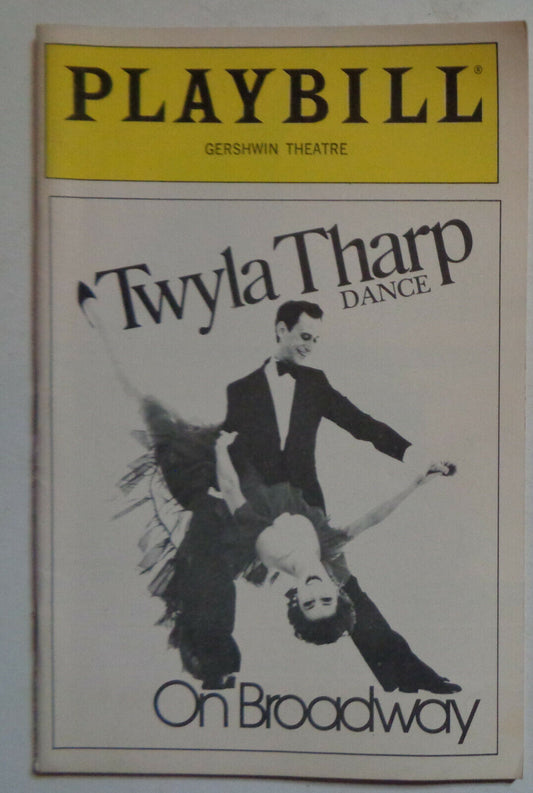 PLAYBILL®
GERSHWIN THEATRE
Twyla Tharp
DANCE
On Broadway